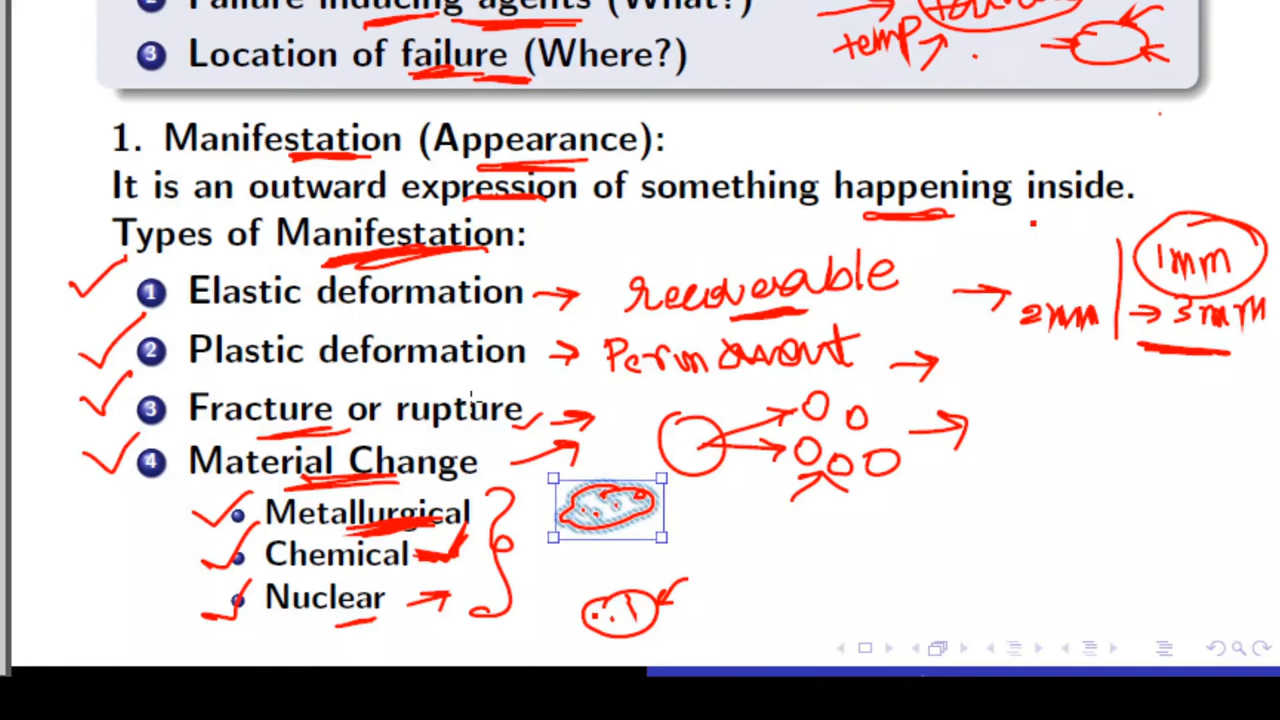 2 Failure inducing agents (What?)
temp
3 Location of failure (Where?)
1. Manifestation (Appearance):
It is an outward expression of something happening inside.
Types of Manifestation:
1 Elastic deformation → recoverable → 2mm → 3mm 1mm
2 Plastic deformation → Permanant →
3 Fracture or rupture
4 Material Change
Metallurgical
Chemical
Nuclear